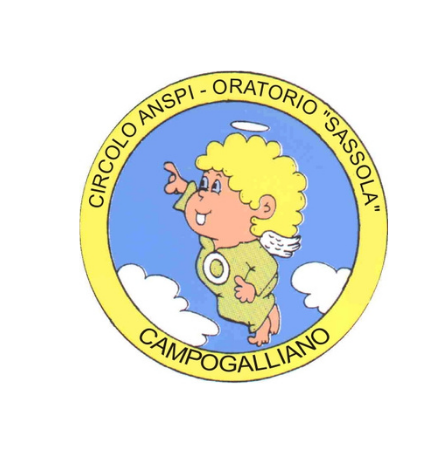 CIRCOLO ANSPI - ORATORIO "SASSOLA"
O
CAMPOGALLIANO